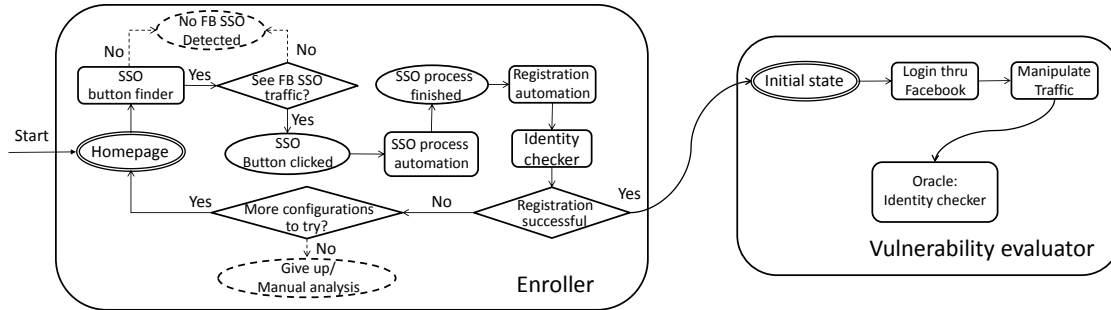 No FB SSO
Detected
No
No
SSO
button finder
Yes
See FB SSO
traffic?
SSO process
finished
Registration
automation
Start
Homepage
Yes
SSO
Button clicked
SSO process
automation
Identity
checker
Yes
More configurations
to try?
No
Registration
successful
Yes
No
Give up/
Manual analysis
Enroller
Initial state
Login thru
Facebook
Manipulate
Traffic
Oracle:
Identity checker
Vulnerability evaluator